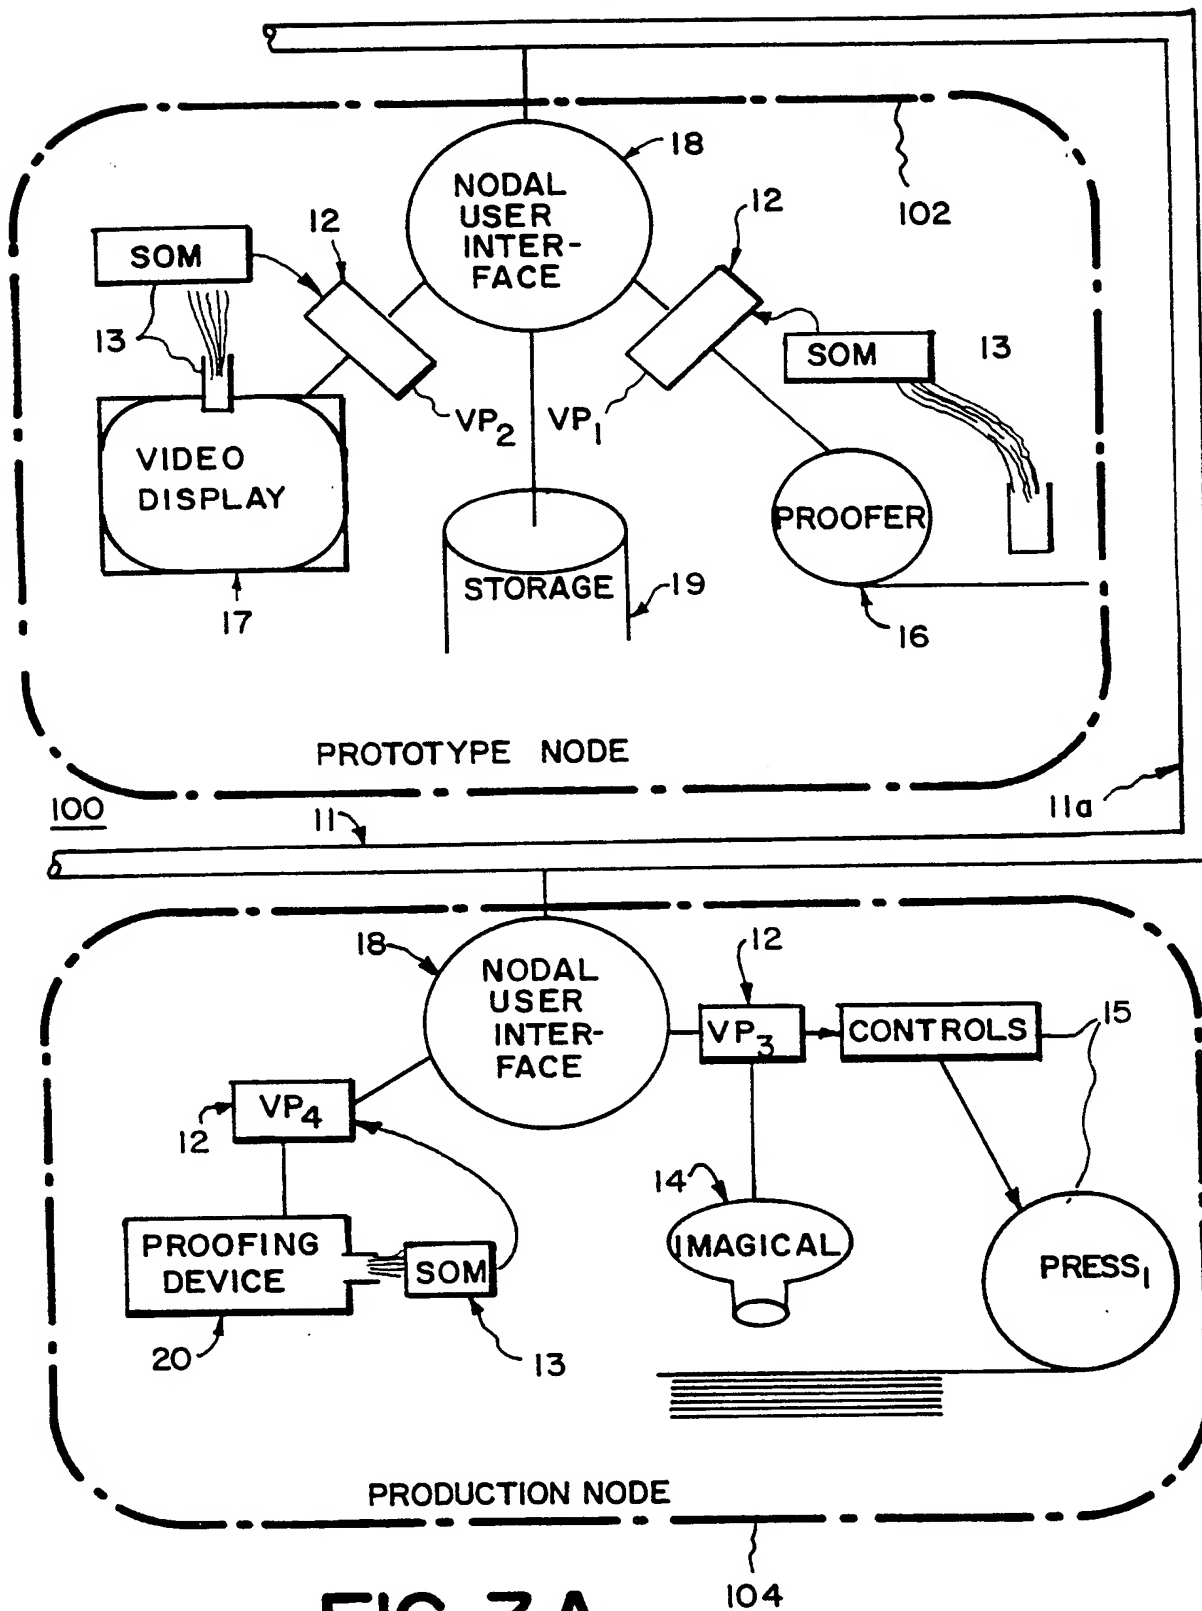 18
102
NODAL
USER
INTER-
FACE
12
12
SOM
13
SOM
13
VP2
VP1
VIDEO
DISPLAY
PROOFER
STORAGE
19
17
16
PROTOTYPE NODE
100
11
11a
18
12
NODAL
USER
INTER-
FACE
VP3
CONTROLS
15
VP4
12
14
IMAGICAL
PROOFING
DEVICE
SOM
PRESS1
20
13
PRODUCTION NODE
104
FIG. 3A